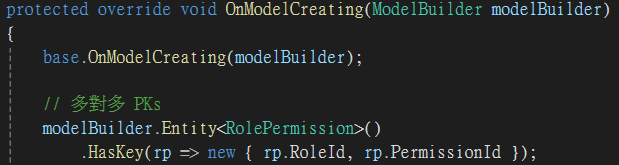 protected override void OnModelCreating(ModelBuilder modelBuilder)
{
base.OnModelCreating(modelBuilder);
// 多對多 PKs
modelBuilder.Entity<RolePermission>()
.HasKey(rp => new { rp.RoleId, rp.PermissionId });